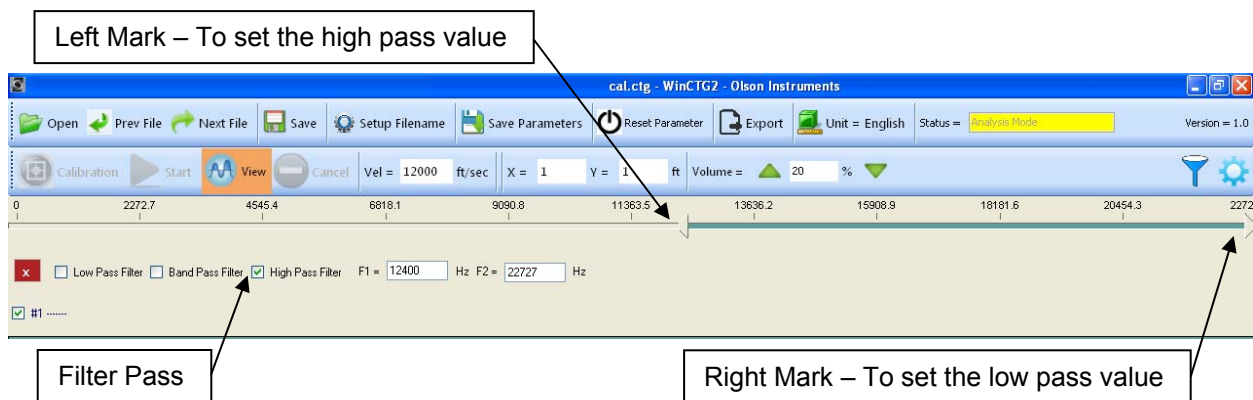 Left Mark – To set the high pass value
cal.ctg - WinCTG2 - Olson Instruments
Open Prev File Next File Save Setup Filename Save Parameters Reset Parameter Export Unit = English Status = Analysis Mode Version = 1.0
Calibration Start View Cancel Vel = 12000 ft/sec X = 1 Y = 1 ft Volume = 20 %
0 2272.7 4545.4 6818.1 9090.8 11363.5 13636.2 15908.9 18181.6 20454.3 2272
x Low Pass Filter Band Pass Filter High Pass Filter F1 = 12400 Hz F2 = 22727 Hz
#1 -------
Filter Pass
Right Mark – To set the low pass value